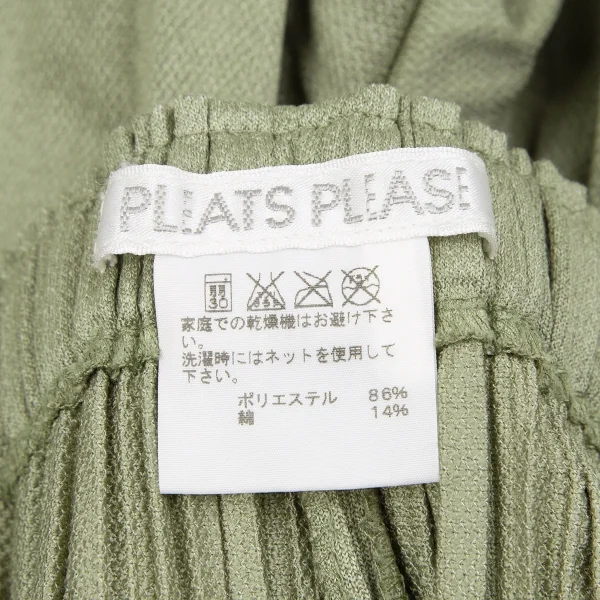 PLEATS PLEASE
弱
30
家庭での乾燥機はお避け下さ
い。
洗濯時にはネットを使用して
下さい。
ポリエステル 86%
綿 14%